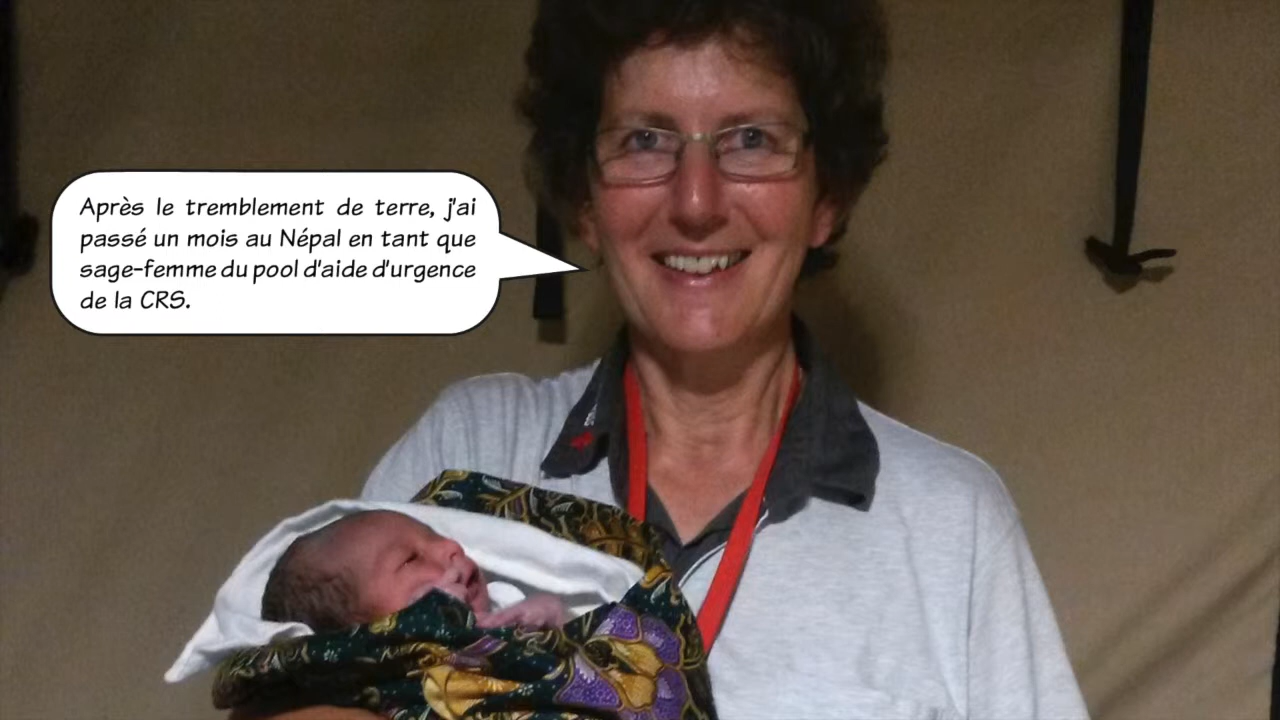 Après le tremblement de terre, j'ai
passé un mois au Népal en tant que
sage-femme du pool d'aide d'urgence
de la CRS.